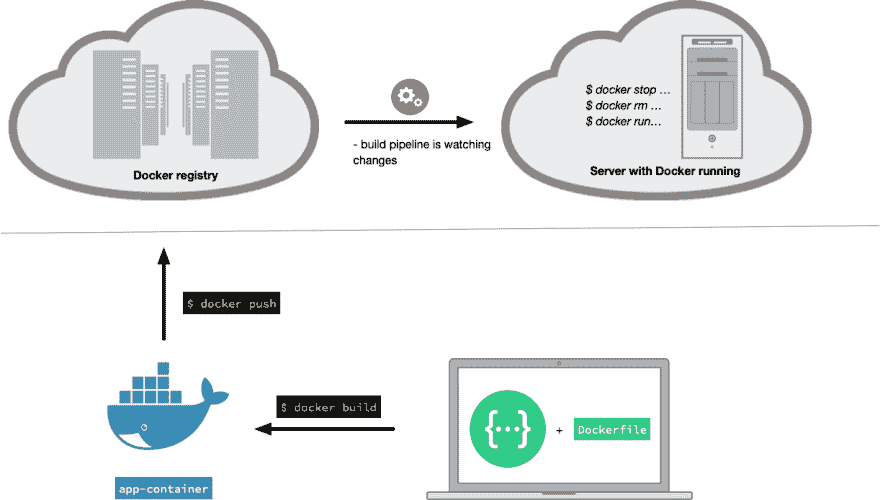 $ docker stop ...
$ docker rm ...
$ docker run...
- build pipeline is watching
changes
Docker registry
Server with Docker running
$ docker push
$ docker build
{...}
+
Dockerfile
app-container